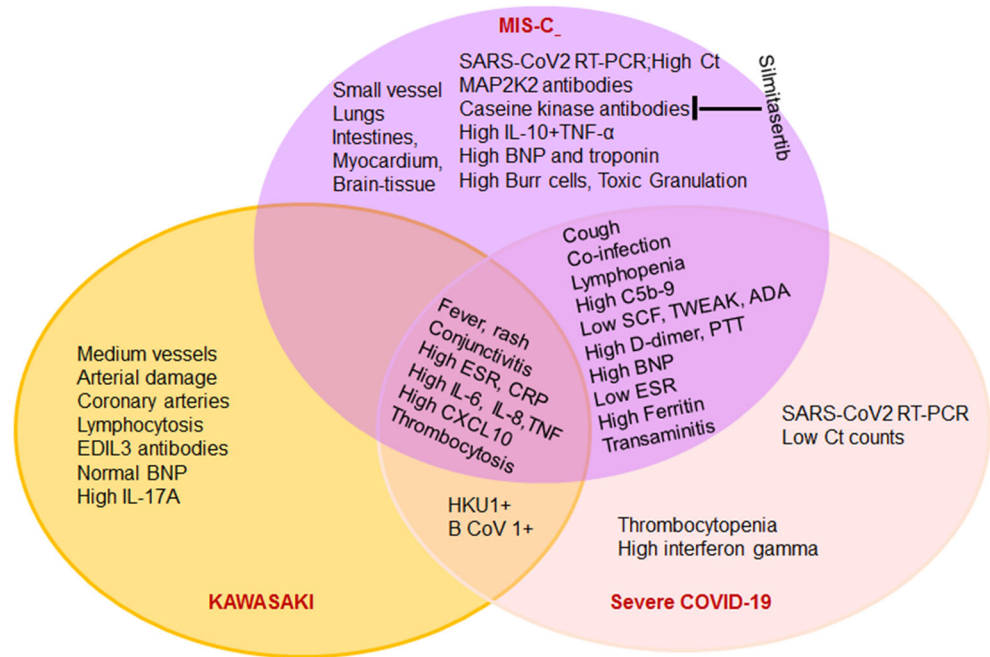 MIS-C_
SARS-CoV2 RT-PCR;High Ct
MAP2K2 antibodies
Caseine kinase antibodies
High IL-10+TNF-α
High BNP and troponin
High Burr cells, Toxic Granulation
Small vessel
Lungs
Intestines,
Myocardium,
Brain-tissue
Silmitasertib
Cough
Co-infection
Lymphopenia
High C5b-9
Low SCF, TWEAK, ADA
High D-dimer, PTT
High BNP
Low ESR
High Ferritin
Transaminitis
Fever, rash
Conjunctivitis
High ESR, CRP
High IL-6, IL-8,TNF
High CXCL10
Thrombocytosis
Medium vessels
Arterial damage
Coronary arteries
Lymphocytosis
EDIL3 antibodies
Normal BNP
High IL-17A
SARS-CoV2 RT-PCR
Low Ct counts
HKU1+
B CoV 1+
Thrombocytopenia
High interferon gamma
KAWASAKI
Severe COVID-19